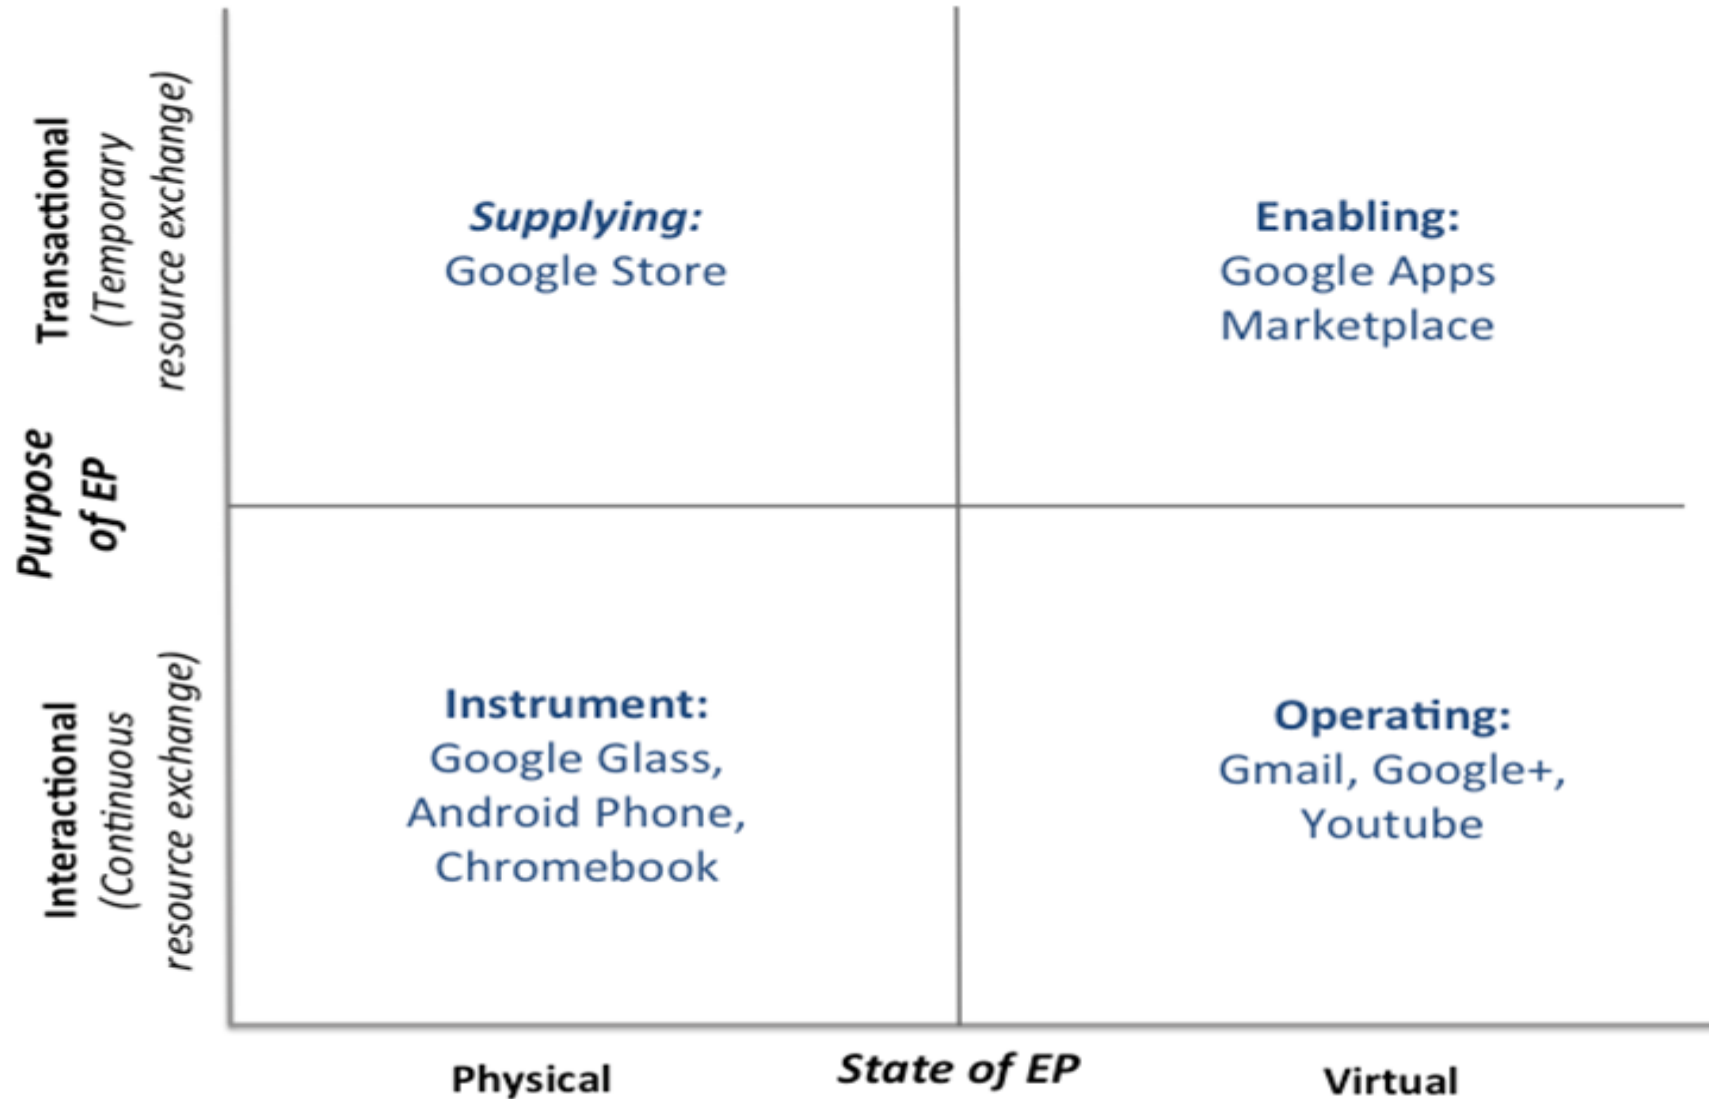 Transactional
(Temporary
resource exchange)
Supplying:
Google Store
Enabling:
Google Apps
Marketplace
Purpose
of EP
Interactional
(Continuous
resource exchange)
Instrument:
Google Glass,
Android Phone,
Chromebook
Operating:
Gmail, Google+,
Youtube
Physical
State of EP
Virtual